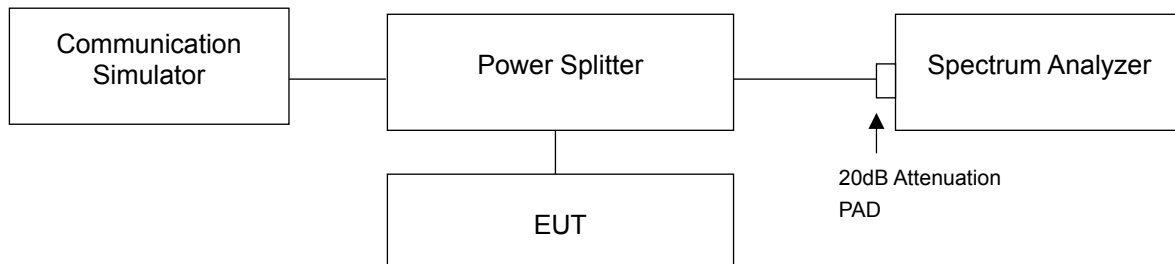 Communication
Simulator
Power Splitter
Spectrum Analyzer
20dB Attenuation
PAD
EUT